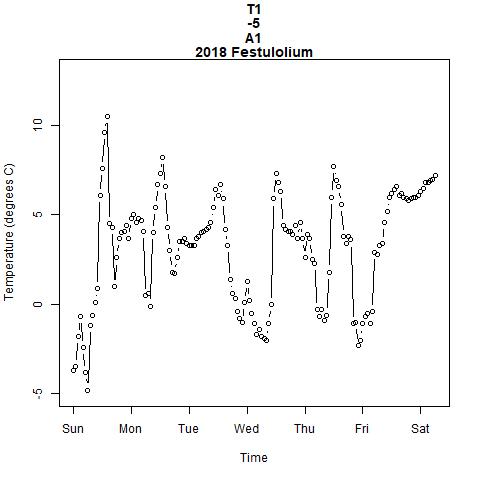 T1
-5
A1
2018 Festulolium
Temperature (degrees C)
10
5
0
-5
Sun Mon Tue Wed Thu Fri Sat
Time